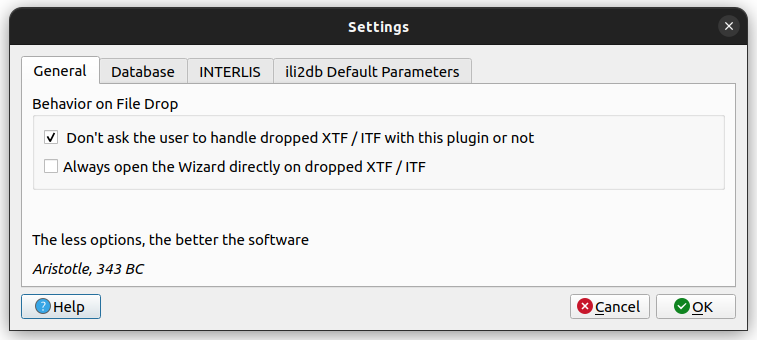 Settings
General
Database
INTERLIS
ili2db Default Parameters
Behavior on File Drop
Don't ask the user to handle dropped XTF / ITF with this plugin or not
Always open the Wizard directly on dropped XTF / ITF
The less options, the better the software
Aristotle, 343 BC
Help
Cancel
OK